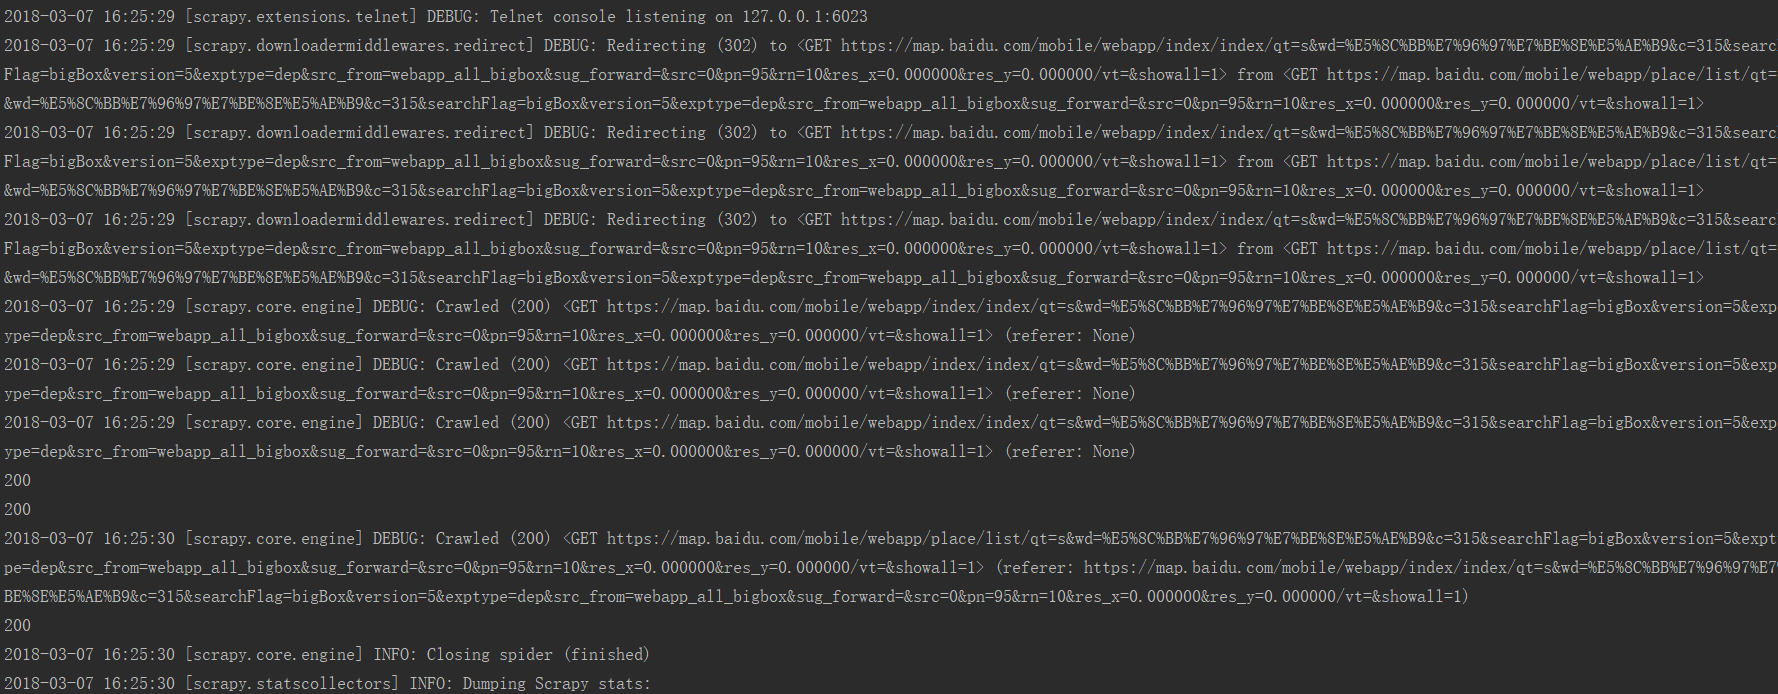 2018-03-07 16:25:29 [scrapy.extensions.telnet] DEBUG: Telnet console listening on 127.0.0.1:6023
2018-03-07 16:25:29 [scrapy.downloadermiddlewares.redirect] DEBUG: Redirecting (302) to <GET https://map.baidu.com/mobile/webapp/index/index/qt=s&wd=%E5%8C%BB%E7%96%97%E7%BE%8E%E5%AE%B9&c=315&searc
Flag=bigBox&version=5&exptype=dep&src_from=webapp_all_bigbox&sug_forward=&src=0&pn=95&rn=10&res_x=0.000000&res_y=0.000000/vt=&showall=1> from <GET https://map.baidu.com/mobile/webapp/place/list/qt=
&wd=%E5%8C%BB%E7%96%97%E7%BE%8E%E5%AE%B9&c=315&searchFlag=bigBox&version=5&exptype=dep&src_from=webapp_all_bigbox&sug_forward=&src=0&pn=95&rn=10&res_x=0.000000&res_y=0.000000/vt=&showall=1>
2018-03-07 16:25:29 [scrapy.downloadermiddlewares.redirect] DEBUG: Redirecting (302) to <GET https://map.baidu.com/mobile/webapp/index/index/qt=s&wd=%E5%8C%BB%E7%96%97%E7%BE%8E%E5%AE%B9&c=315&searc
Flag=bigBox&version=5&exptype=dep&src_from=webapp_all_bigbox&sug_forward=&src=0&pn=95&rn=10&res_x=0.000000&res_y=0.000000/vt=&showall=1> from <GET https://map.baidu.com/mobile/webapp/place/list/qt=
&wd=%E5%8C%BB%E7%96%97%E7%BE%8E%E5%AE%B9&c=315&searchFlag=bigBox&version=5&exptype=dep&src_from=webapp_all_bigbox&sug_forward=&src=0&pn=95&rn=10&res_x=0.000000&res_y=0.000000/vt=&showall=1>
2018-03-07 16:25:29 [scrapy.downloadermiddlewares.redirect] DEBUG: Redirecting (302) to <GET https://map.baidu.com/mobile/webapp/index/index/qt=s&wd=%E5%8C%BB%E7%96%97%E7%BE%8E%E5%AE%B9&c=315&searc
Flag=bigBox&version=5&exptype=dep&src_from=webapp_all_bigbox&sug_forward=&src=0&pn=95&rn=10&res_x=0.000000&res_y=0.000000/vt=&showall=1> from <GET https://map.baidu.com/mobile/webapp/place/list/qt=
&wd=%E5%8C%BB%E7%96%97%E7%BE%8E%E5%AE%B9&c=315&searchFlag=bigBox&version=5&exptype=dep&src_from=webapp_all_bigbox&sug_forward=&src=0&pn=95&rn=10&res_x=0.000000&res_y=0.000000/vt=&showall=1>
2018-03-07 16:25:29 [scrapy.core.engine] DEBUG: Crawled (200) <GET https://map.baidu.com/mobile/webapp/index/index/qt=s&wd=%E5%8C%BB%E7%96%97%E7%BE%8E%E5%AE%B9&c=315&searchFlag=bigBox&version=5&exp
ype=dep&src_from=webapp_all_bigbox&sug_forward=&src=0&pn=95&rn=10&res_x=0.000000&res_y=0.000000/vt=&showall=1> (referer: None)
2018-03-07 16:25:29 [scrapy.core.engine] DEBUG: Crawled (200) <GET https://map.baidu.com/mobile/webapp/index/index/qt=s&wd=%E5%8C%BB%E7%96%97%E7%BE%8E%E5%AE%B9&c=315&searchFlag=bigBox&version=5&exp
ype=dep&src_from=webapp_all_bigbox&sug_forward=&src=0&pn=95&rn=10&res_x=0.000000&res_y=0.000000/vt=&showall=1> (referer: None)
2018-03-07 16:25:29 [scrapy.core.engine] DEBUG: Crawled (200) <GET https://map.baidu.com/mobile/webapp/index/index/qt=s&wd=%E5%8C%BB%E7%96%97%E7%BE%8E%E5%AE%B9&c=315&searchFlag=bigBox&version=5&exp
ype=dep&src_from=webapp_all_bigbox&sug_forward=&src=0&pn=95&rn=10&res_x=0.000000&res_y=0.000000/vt=&showall=1> (referer: None)
200
200
2018-03-07 16:25:30 [scrapy.core.engine] DEBUG: Crawled (200) <GET https://map.baidu.com/mobile/webapp/place/list/qt=s&wd=%E5%8C%BB%E7%96%97%E7%BE%8E%E5%AE%B9&c=315&searchFlag=bigBox&version=5&expt
pe=dep&src_from=webapp_all_bigbox&sug_forward=&src=0&pn=95&rn=10&res_x=0.000000&res_y=0.000000/vt=&showall=1> (referer: https://map.baidu.com/mobile/webapp/index/index/qt=s&wd=%E5%8C%BB%E7%96%97%E7
BE%8E%E5%AE%B9&c=315&searchFlag=bigBox&version=5&exptype=dep&src_from=webapp_all_bigbox&sug_forward=&src=0&pn=95&rn=10&res_x=0.000000&res_y=0.000000/vt=&showall=1)
200
2018-03-07 16:25:30 [scrapy.core.engine] INFO: Closing spider (finished)
2018-03-07 16:25:30 [scrapy.statscollectors] INFO: Dumping Scrapy stats: